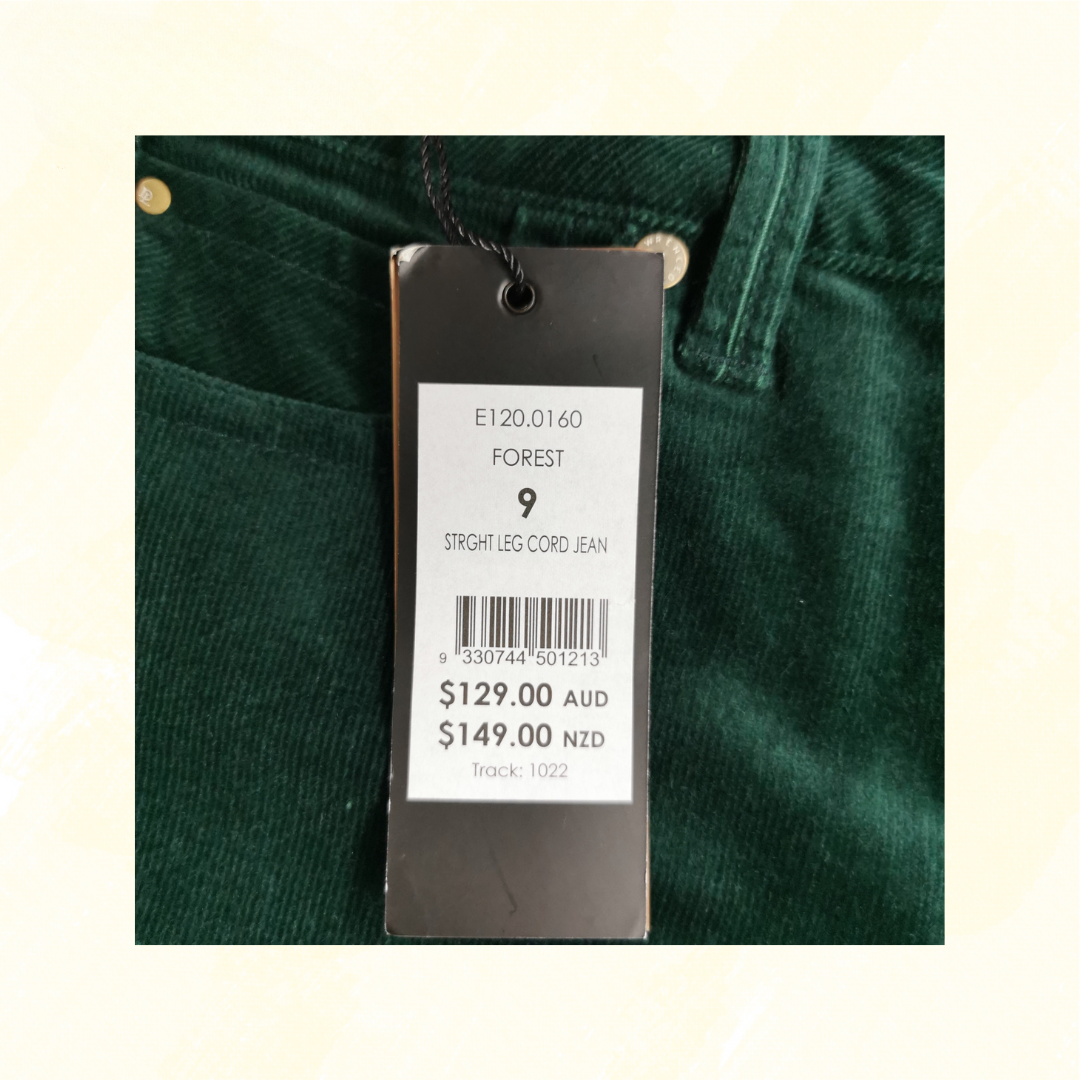 E120.0160
FOREST
9
STRGHT LEG CORD JEAN
9 330744 501213
$129.00 AUD
$149.00 NZD
Track: 1022